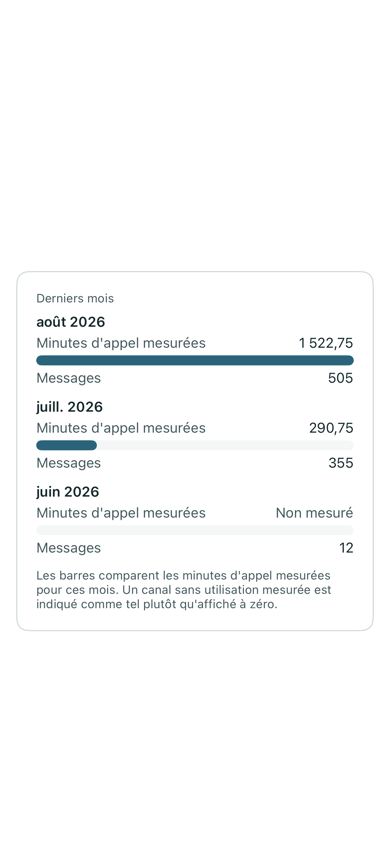 Derniers mois
août 2026
Minutes d'appel mesurées 1 522,75
Messages 505
juill. 2026
Minutes d'appel mesurées 290,75
Messages 355
juin 2026
Minutes d'appel mesurées Non mesuré
Messages 12
Les barres comparent les minutes d'appel mesurées
pour ces mois. Un canal sans utilisation mesurée est
indiqué comme tel plutôt qu'affiché à zéro.